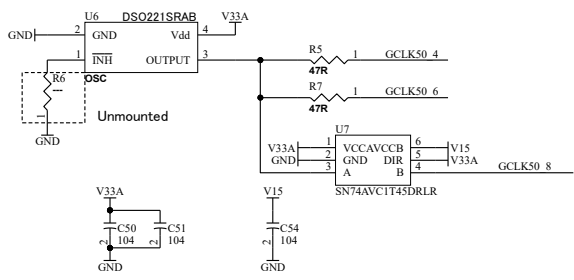 U6
DSO221SRAB
V33A
GND
2
GND
Vdd
4
1
INH
OUTPUT
3
R6
---
OSC
1
GND
Unmounted
R5
47R
1
GCLK50_4
R7
47R
1
GCLK50_6
U7
V33A
1
VCCA
VCCB
6
V15
GND
2
GND
DIR
5
V33A
3
A
B
4
GCLK50_8
SN74AVC1T45DRLR
V33A
V15
C50
104
2
C51
104
2
C54
104
2
GND
GND